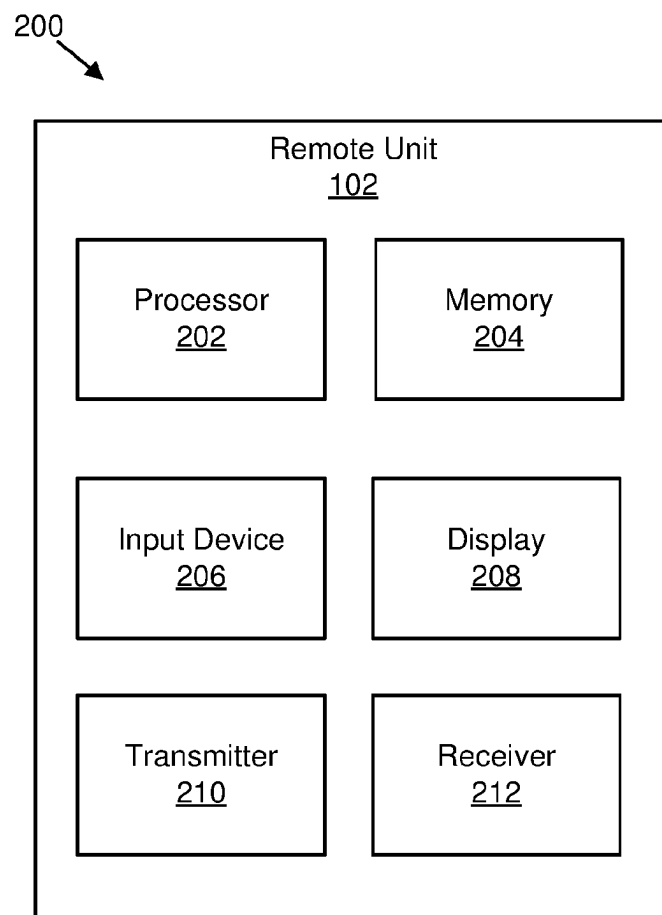 200
Remote Unit
102
Processor
202
Memory
204
Input Device
206
Display
208
Transmitter
210
Receiver
212